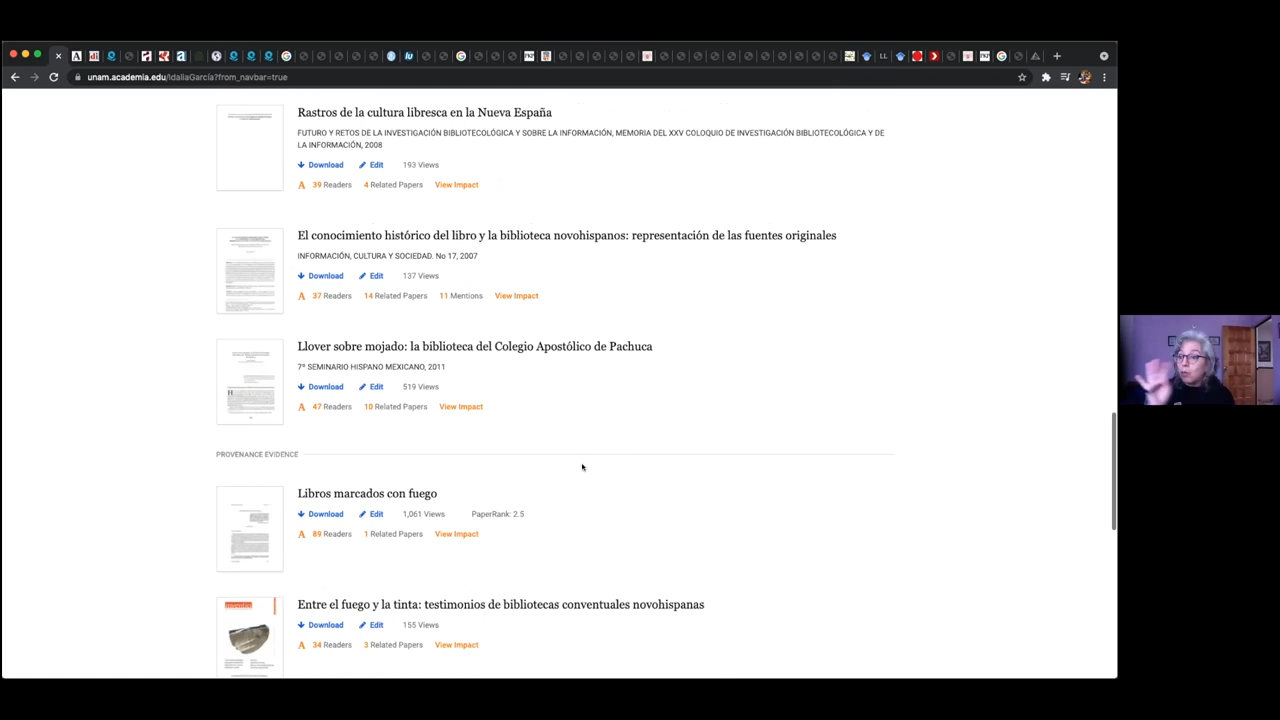 unam.academia.edu/IdaliaGarcía?from_navbar=true
Rastros de la cultura libresca en la Nueva España
FUTURO Y RETOS DE LA INVESTIGACIÓN BIBLIOTECOLÓGICA Y SOBRE LA INFORMACIÓN, MEMORIA DEL XXV COLOQUIO DE INVESTIGACIÓN BIBLIOTECOLÓGICA Y DE
LA INFORMACIÓN, 2008
Download Edit 193 Views
39 Readers 4 Related Papers View Impact
El conocimiento histórico del libro y la biblioteca novohispanos: representación de las fuentes originales
INFORMACIÓN, CULTURA Y SOCIEDAD. No 17, 2007
Download Edit 137 Views
37 Readers 14 Related Papers 11 Mentions View Impact
Llover sobre mojado: la biblioteca del Colegio Apostólico de Pachuca
7º SEMINARIO HISPANO MEXICANO, 2011
Download Edit 519 Views
47 Readers 10 Related Papers View Impact
PROVENANCE EVIDENCE
Libros marcados con fuego
Download Edit 1,061 Views PaperRank: 2.5
89 Readers 1 Related Papers View Impact
Entre el fuego y la tinta: testimonios de bibliotecas conventuales novohispanas
Download Edit 155 Views
34 Readers 3 Related Papers View Impact